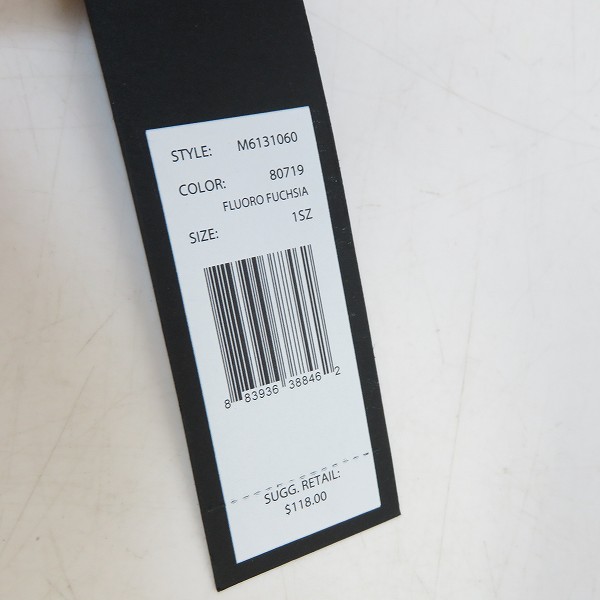 STYLE: M6131060
COLOR: 80719
FLUORO FUCHSIA
SIZE: 1SZ
8 83936 38846 2
SUGG. RETAIL:
$118.00